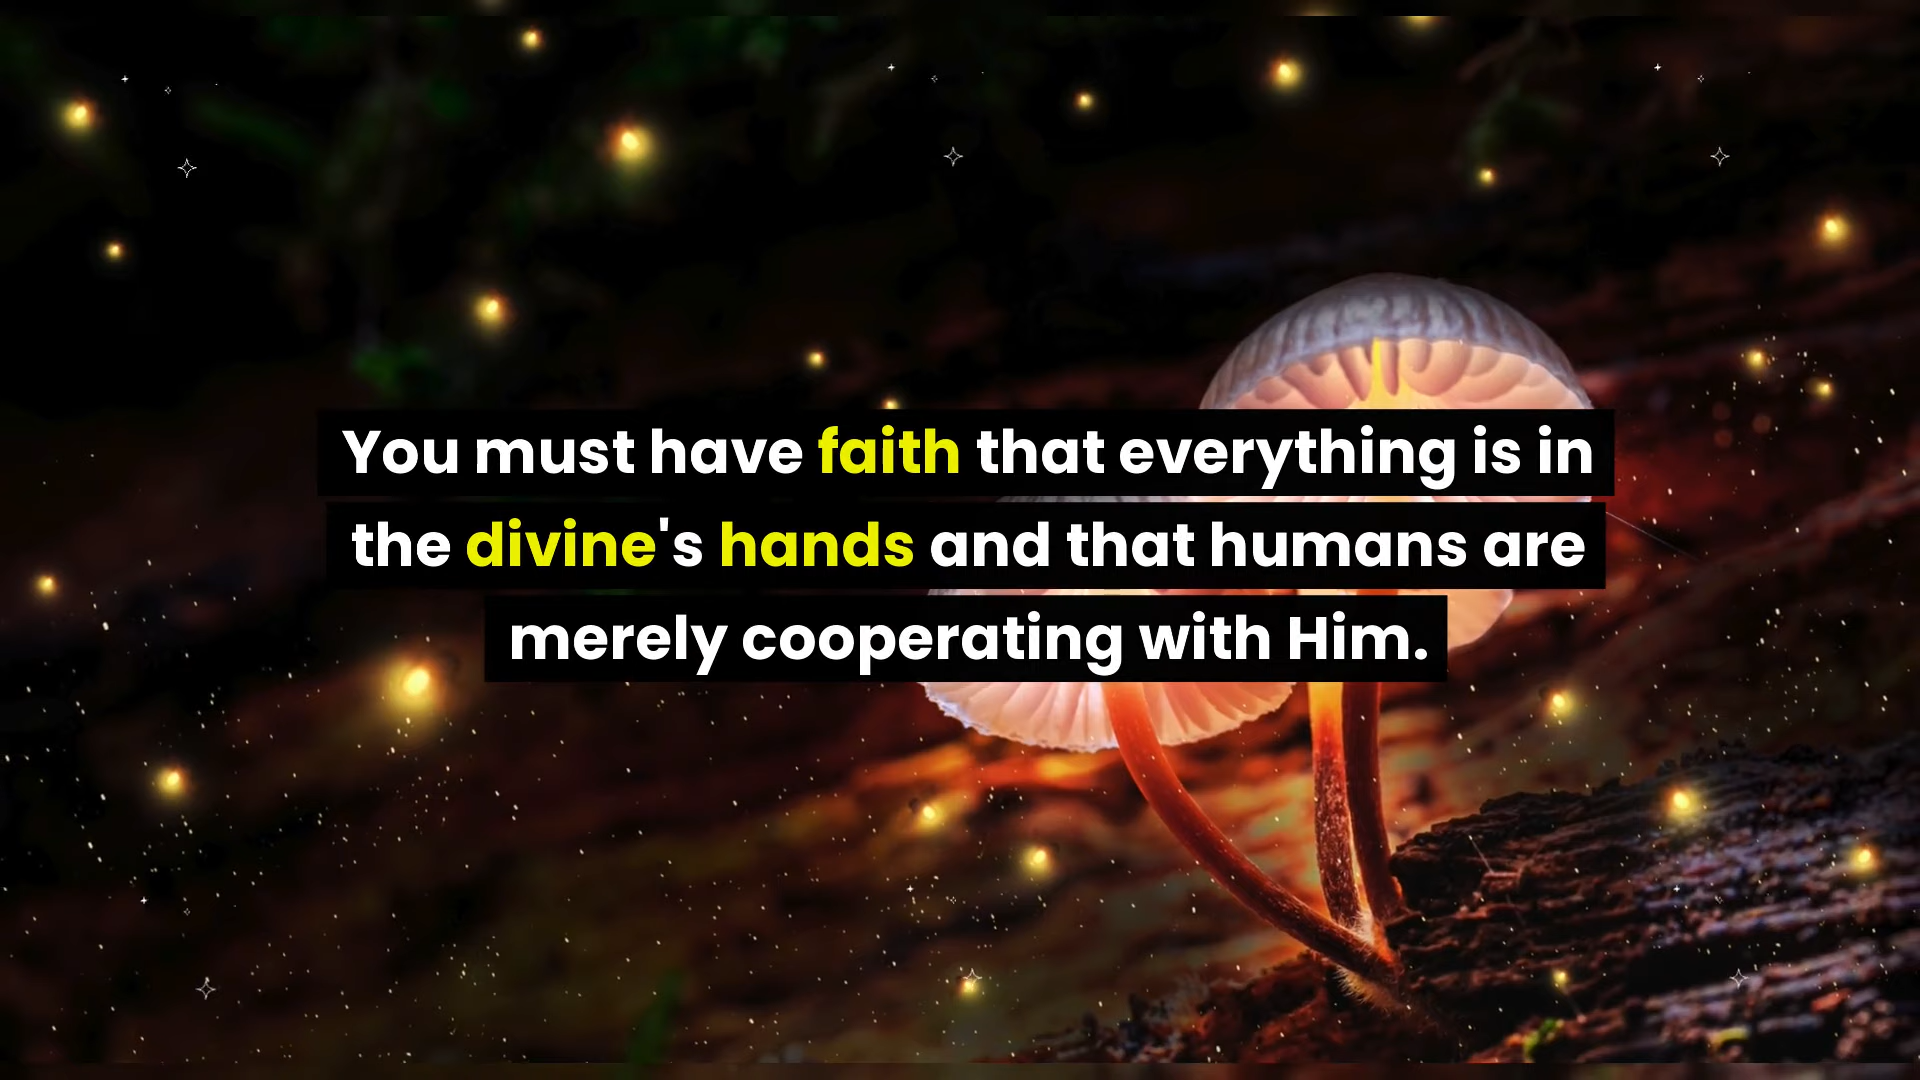 You must have faith that everything is in
the divine's hands and that humans are
merely cooperating with Him.